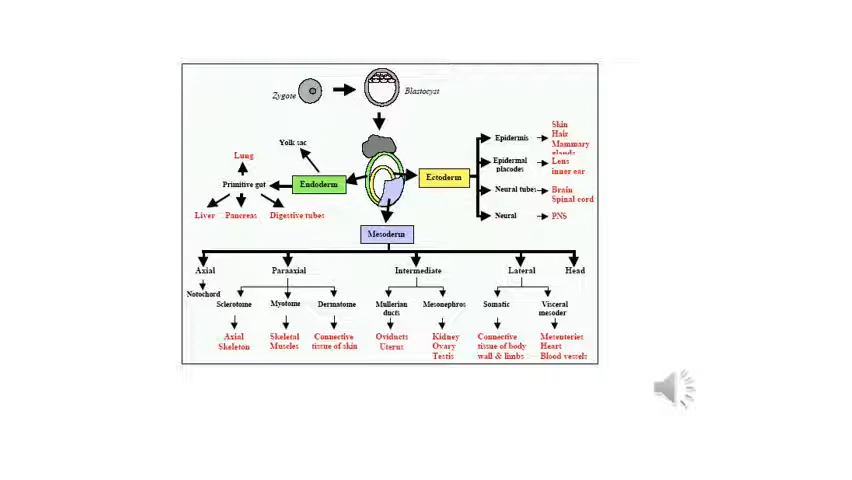 Zygote
Blastocyst
Yolk sac
Lung
Primitive gut
Endoderm
Liver
Pancreas
Digestive tubes
Ectoderm
Epidermis
Skin
Hair
Mammary
glands
Epidermal
placodes
Lens
inner ear
Neural tubes
Brain
Spinal cord
Neural
PNS
Mesoderm
Axial
Paraaxial
Intermediate
Lateral
Head
Notochord
Sclerotome
Myotome
Dermatome
Mullerian
ducts
Mesonephros
Somatic
Visceral
mesoder
Axial
Skeleton
Skeletal
Muscles
Connective
tissue of skin
Oviducts
Uterus
Kidney
Ovary
Testis
Connective
tissue of body
wall & limbs
Mesenteries
Heart
Blood vessels